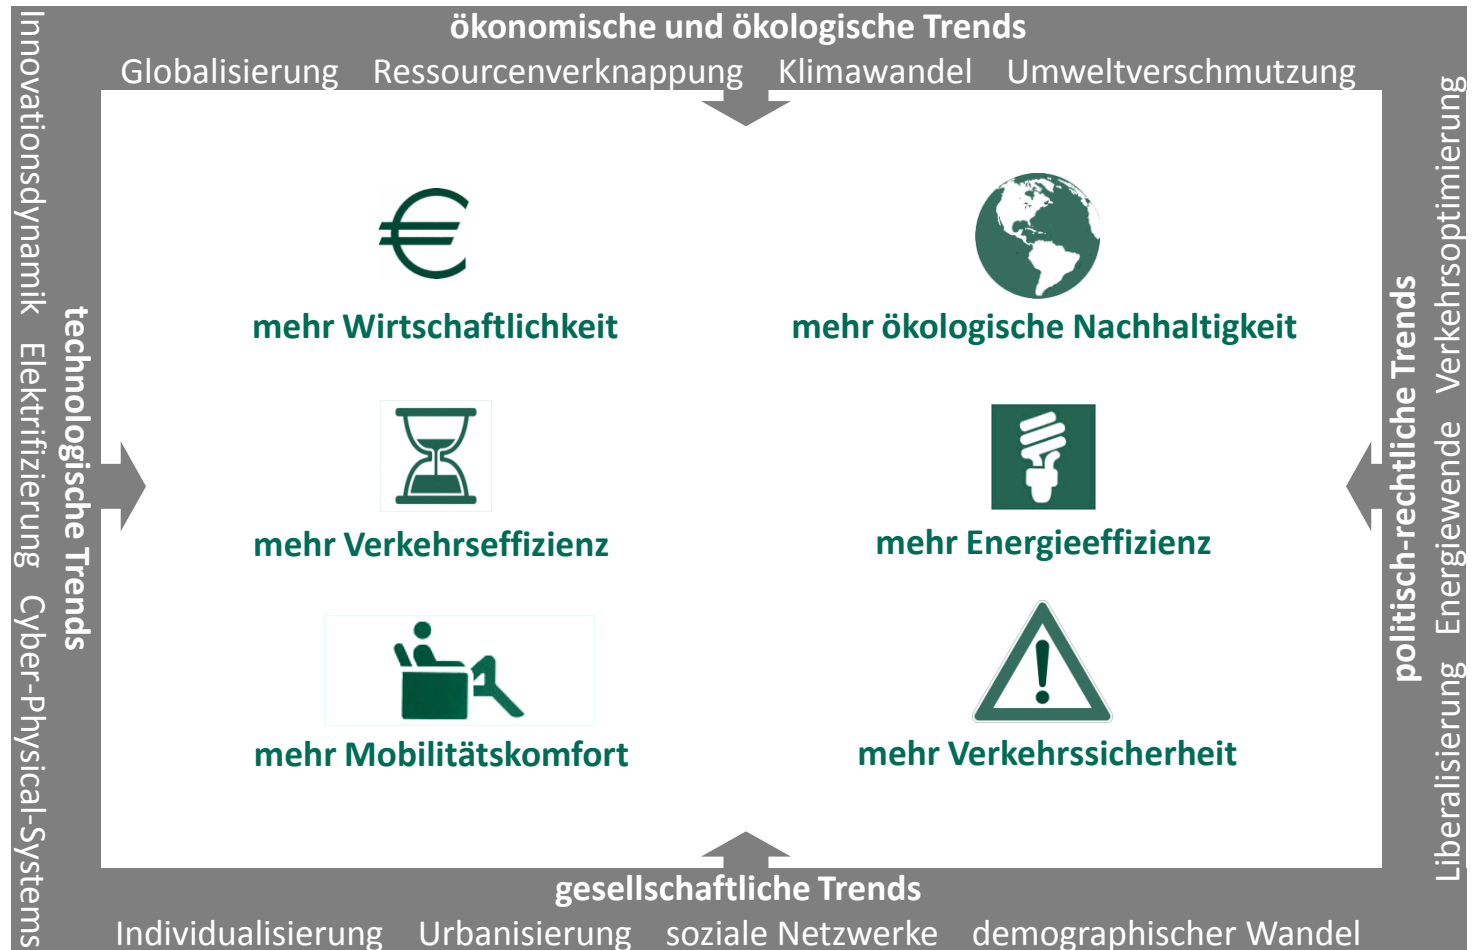 ökonomische und ökologische Trends
Globalisierung Ressourcenverknappung Klimawandel Umweltverschmutzung
technologische Trends
Innovationsdynamik Elektrifizierung Cyber-Physical-Systems
mehr Wirtschaftlichkeit
mehr ökologische Nachhaltigkeit
mehr Verkehrseffizienz
mehr Energieeffizienz
mehr Mobilitätskomfort
mehr Verkehrssicherheit
politisch-rechtliche Trends
Liberalisierung Energiewende Verkehrsoptimierung
gesellschaftliche Trends
Individualisierung Urbanisierung soziale Netzwerke demographischer Wandel